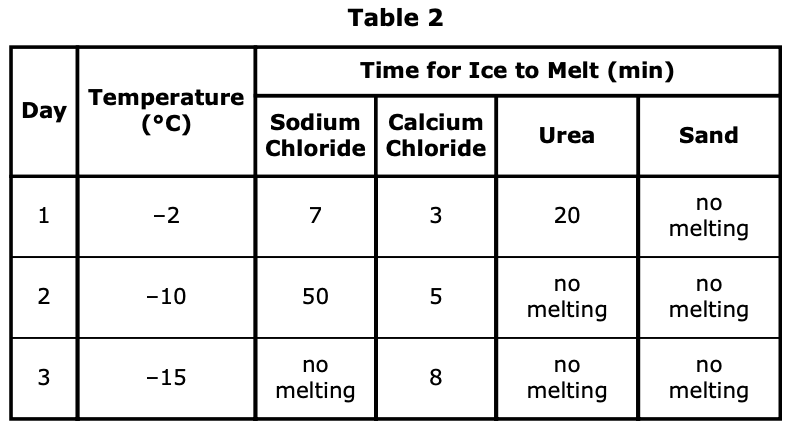 Table 2
Day
Temperature
(°C)
Time for Ice to Melt (min)
Sodium
Chloride
Calcium
Chloride
Urea
Sand
1
–2
7
3
20
no
melting
2
–10
50
5
no
melting
no
melting
3
–15
no
melting
8
no
melting
no
melting